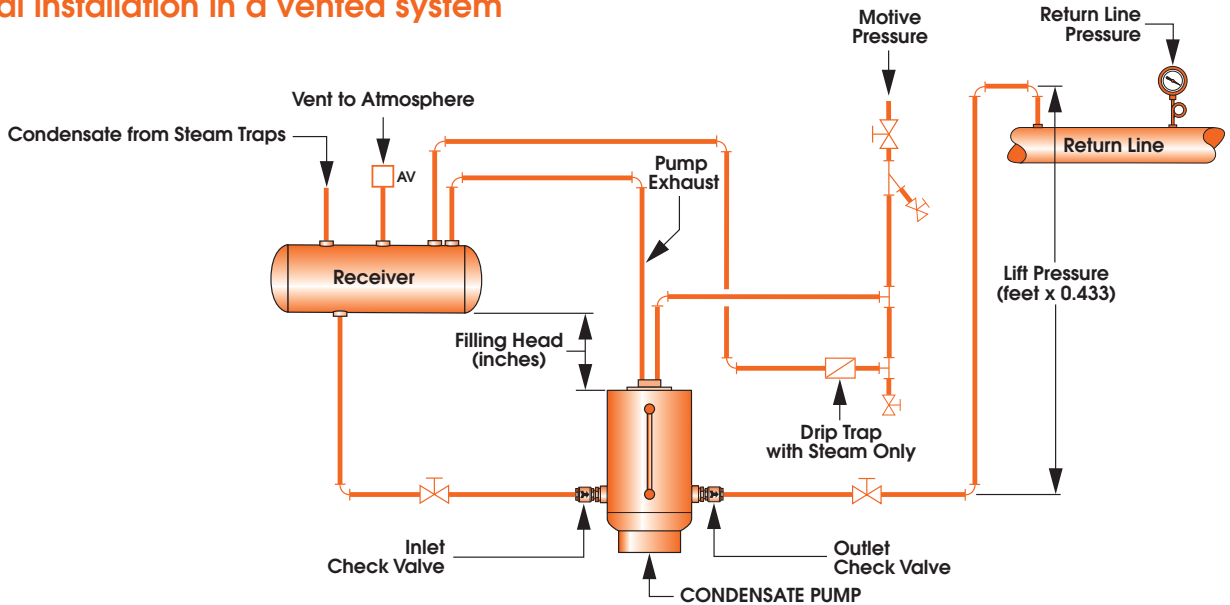 al installation in a vented system
Motive
Pressure
Return Line
Pressure
Vent to Atmosphere
Condensate from Steam Traps
AV
Pump
Exhaust
Return Line
Receiver
Lift Pressure
(feet x 0.433)
Filling Head
(inches)
Drip Trap
with Steam Only
Inlet
Check Valve
Outlet
Check Valve
CONDENSATE PUMP